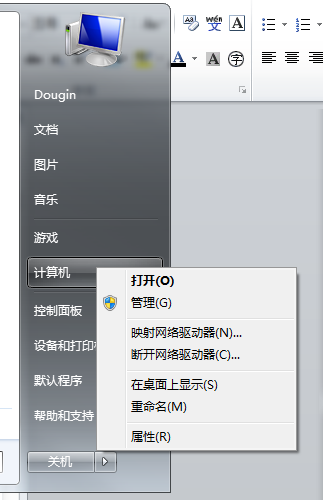 wén
文
A
A
A
字
Dougin
文档
图片
音乐
游戏
计算机
打开(O)
管理(G)
控制面板
映射网络驱动器(N)...
设备和打印
断开网络驱动器(C)...
默认程序
在桌面上显示(S)
帮助和支持
重命名(M)
属性(R)
关机